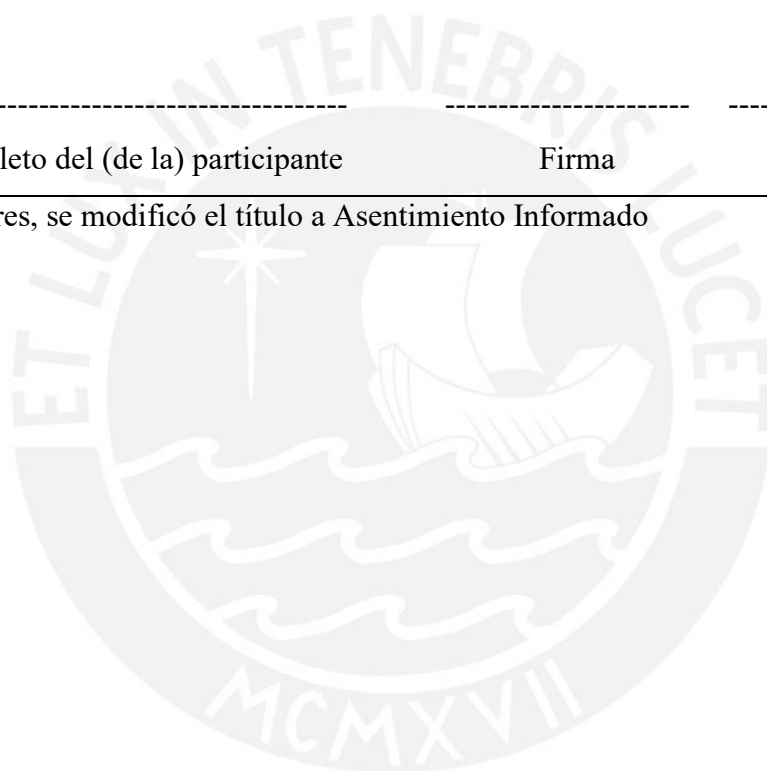 ---------------------------------- ------------------------ ----
leto del (de la) participante Firma
res, se modificó el título a Asentimiento Informado
ET LUX IN TENEBRIS LUCET
MCMXVII